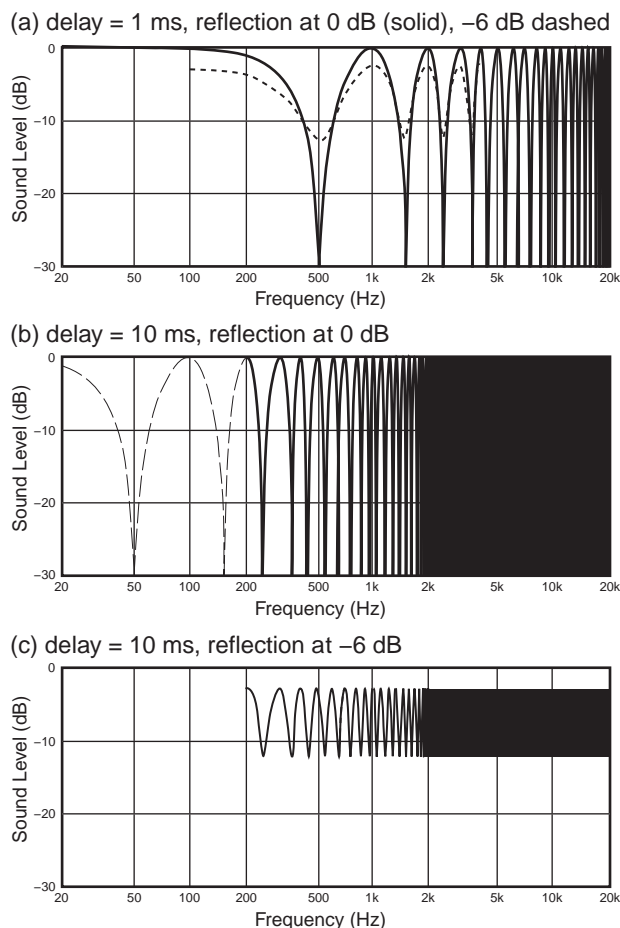 (a) delay = 1 ms, reflection at 0 dB (solid), −6 dB dashed
0
−10
−20
−30
Sound Level (dB)
20 50 100 200 500 1k 2k 5k 10k 20k
Frequency (Hz)
(b) delay = 10 ms, reflection at 0 dB
0
−10
−20
−30
Sound Level (dB)
20 50 100 200 500 1k 2k 5k 10k 20k
Frequency (Hz)
(c) delay = 10 ms, reflection at −6 dB
0
−10
−20
−30
Sound Level (dB)
20 50 100 200 500 1k 2k 5k 10k 20k
Frequency (Hz)